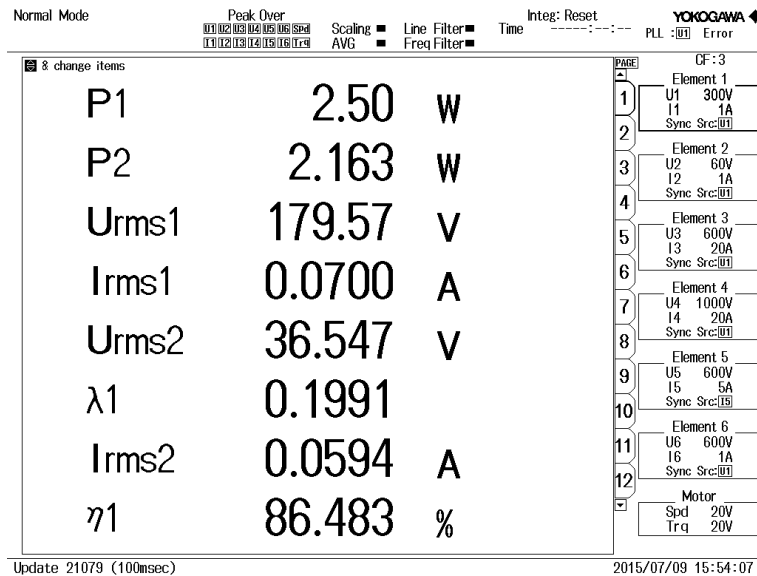 Normal Mode
Peak Over
U1 U2 U3 U4 U5 U6 Spd
I1 I2 I3 I4 I5 I6 Trq
Scaling
AVG
Line Filter
Freq Filter
Integ: Reset
Time -----:--:--
YOKOGAWA
PLL :U1 Error
8 change items
P1 2.50 W
P2 2.163 W
Urms1 179.57 V
Irms1 0.0700 A
Urms2 36.547 V
λ1 0.1991
Irms2 0.0594 A
η1 86.483 %
PAGE
1
2
3
4
5
6
7
8
9
10
11
12
CF:3
Element 1
U1 300V
I1 1A
Sync Src:U1
Element 2
U2 60V
I2 1A
Sync Src:U1
Element 3
U3 600V
I3 20A
Sync Src:U1
Element 4
U4 1000V
I4 20A
Sync Src:U1
Element 5
U5 600V
I5 5A
Sync Src:I5
Element 6
U6 600V
I6 1A
Sync Src:U1
Motor
Spd 20V
Trq 20V
Update 21079 (100msec)
2015/07/09 15:54:07